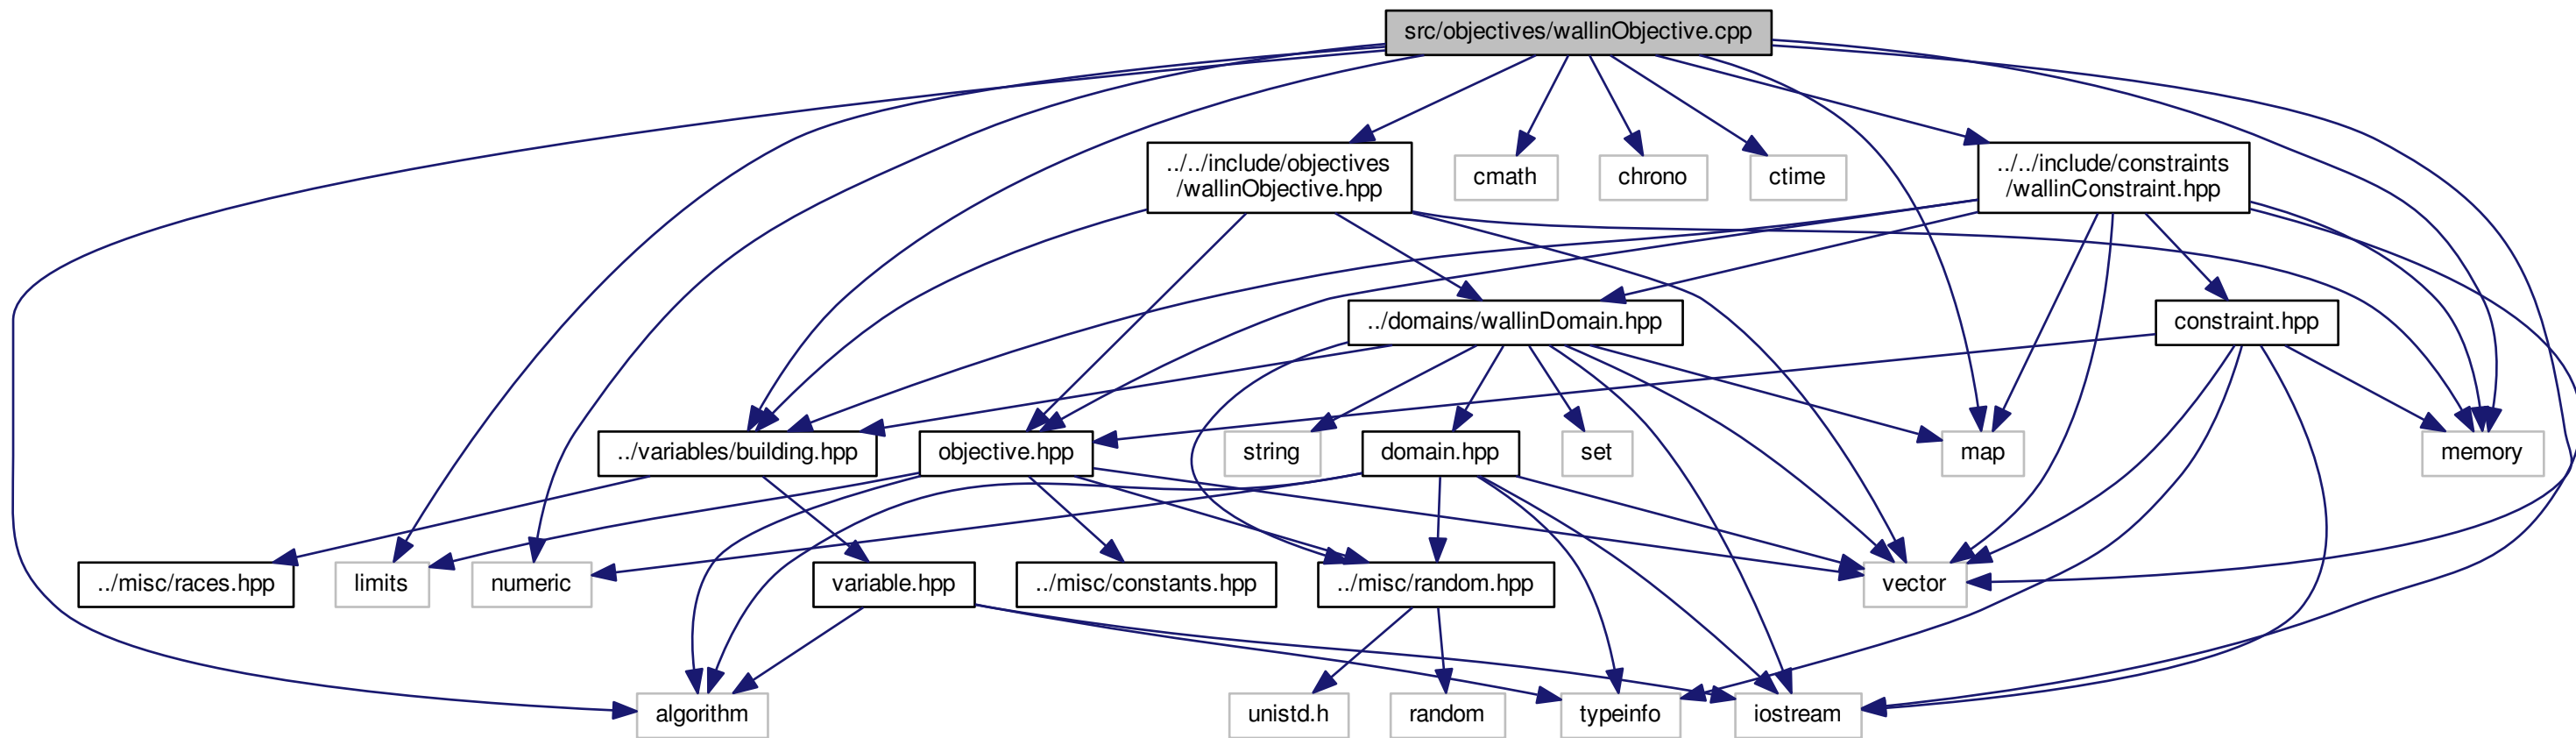 src/objectives/wallinObjective.cpp
../../include/objectives
/wallinObjective.hpp
cmath
chrono
ctime
../../include/constraints
/wallinConstraint.hpp
../domains/wallinDomain.hpp
constraint.hpp
../variables/building.hpp
objective.hpp
string
domain.hpp
set
map
memory
../misc/races.hpp
limits
numeric
variable.hpp
../misc/constants.hpp
../misc/random.hpp
vector
algorithm
unistd.h
random
typeinfo
iostream